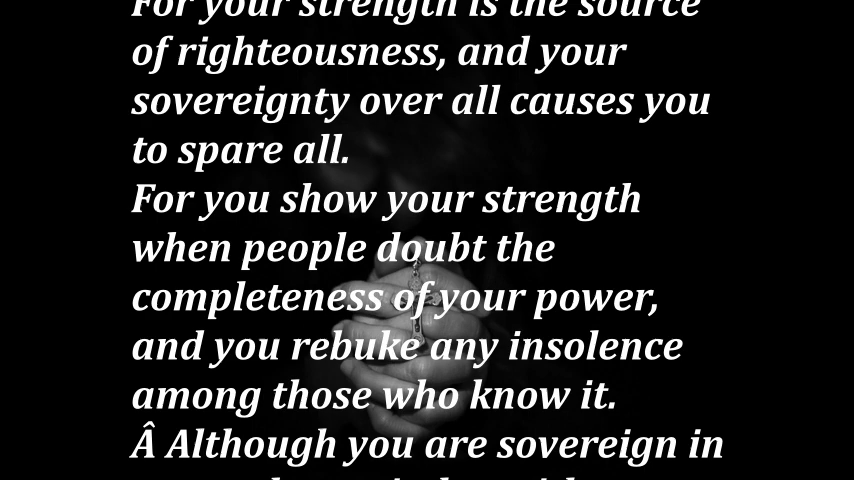 For your strength is the source
of righteousness, and your
sovereignty over all causes you
to spare all.
For you show your strength
when people doubt the
completeness of your power,
and you rebuke any insolence
among those who know it.
Â Although you are sovereign in